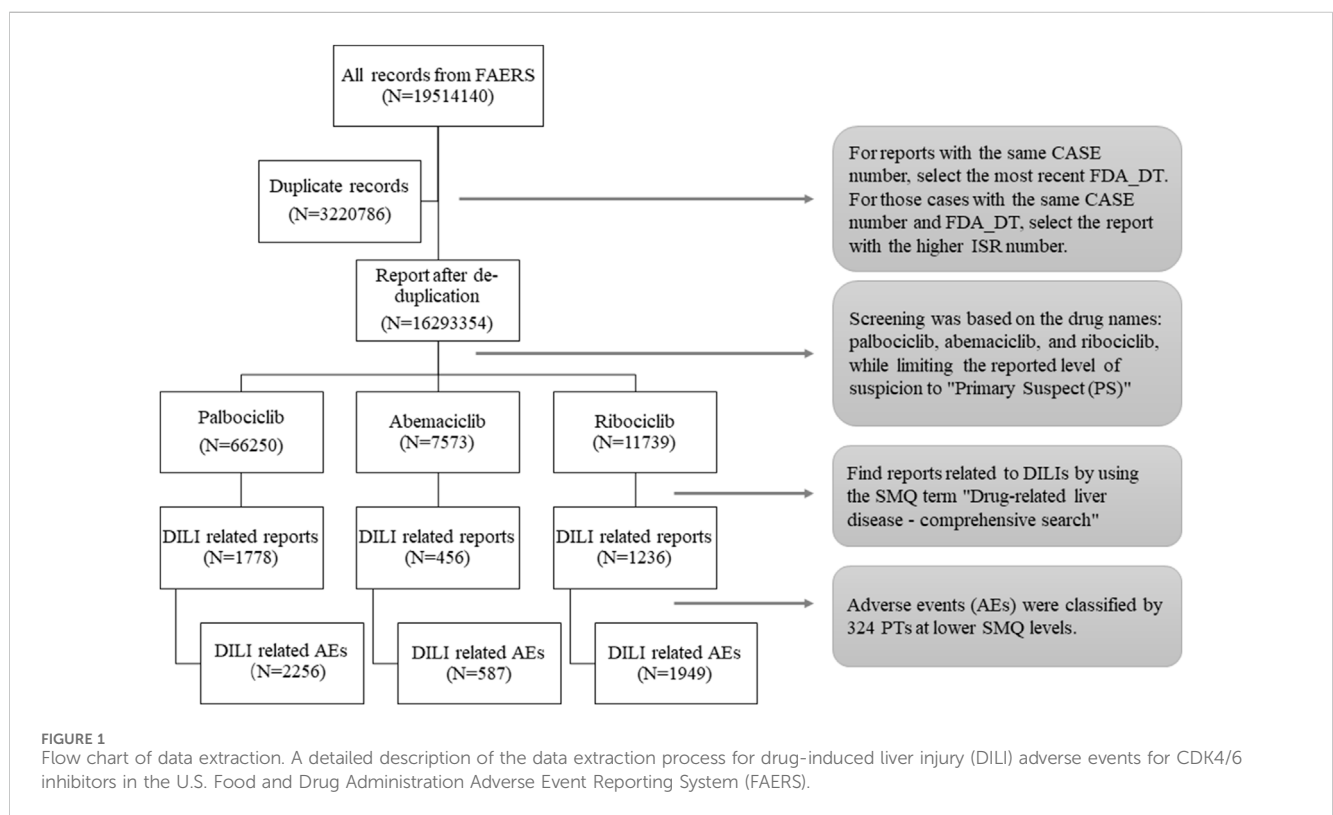 All records from FAERS
(N=19514140)
Duplicate records
(N=3220786)
For reports with the same CASE
number, select the most recent FDA_DT.
For those cases with the same CASE
number and FDA_DT, select the report
with the higher ISR number.
Report after de-
duplication
(N=16293354)
Screening was based on the drug names:
palbociclib, abemaciclib, and ribociclib,
while limiting the reported level of
suspicion to "Primary Suspect (PS)"
Palbociclib
(N=66250)
Abemaciclib
(N=7573)
Ribociclib
(N=11739)
Find reports related to DILIs by using
the SMQ term "Drug-related liver
disease - comprehensive search"
DILI related reports
(N=1778)
DILI related reports
(N=456)
DILI related reports
(N=1236)
Adverse events (AEs) were classified by
324 PTs at lower SMQ levels.
DILI related AEs
(N=2256)
DILI related AEs
(N=587)
DILI related AEs
(N=1949)
FIGURE 1
Flow chart of data extraction. A detailed description of the data extraction process for drug-induced liver injury (DILI) adverse events for CDK4/6
inhibitors in the U.S. Food and Drug Administration Adverse Event Reporting System (FAERS).